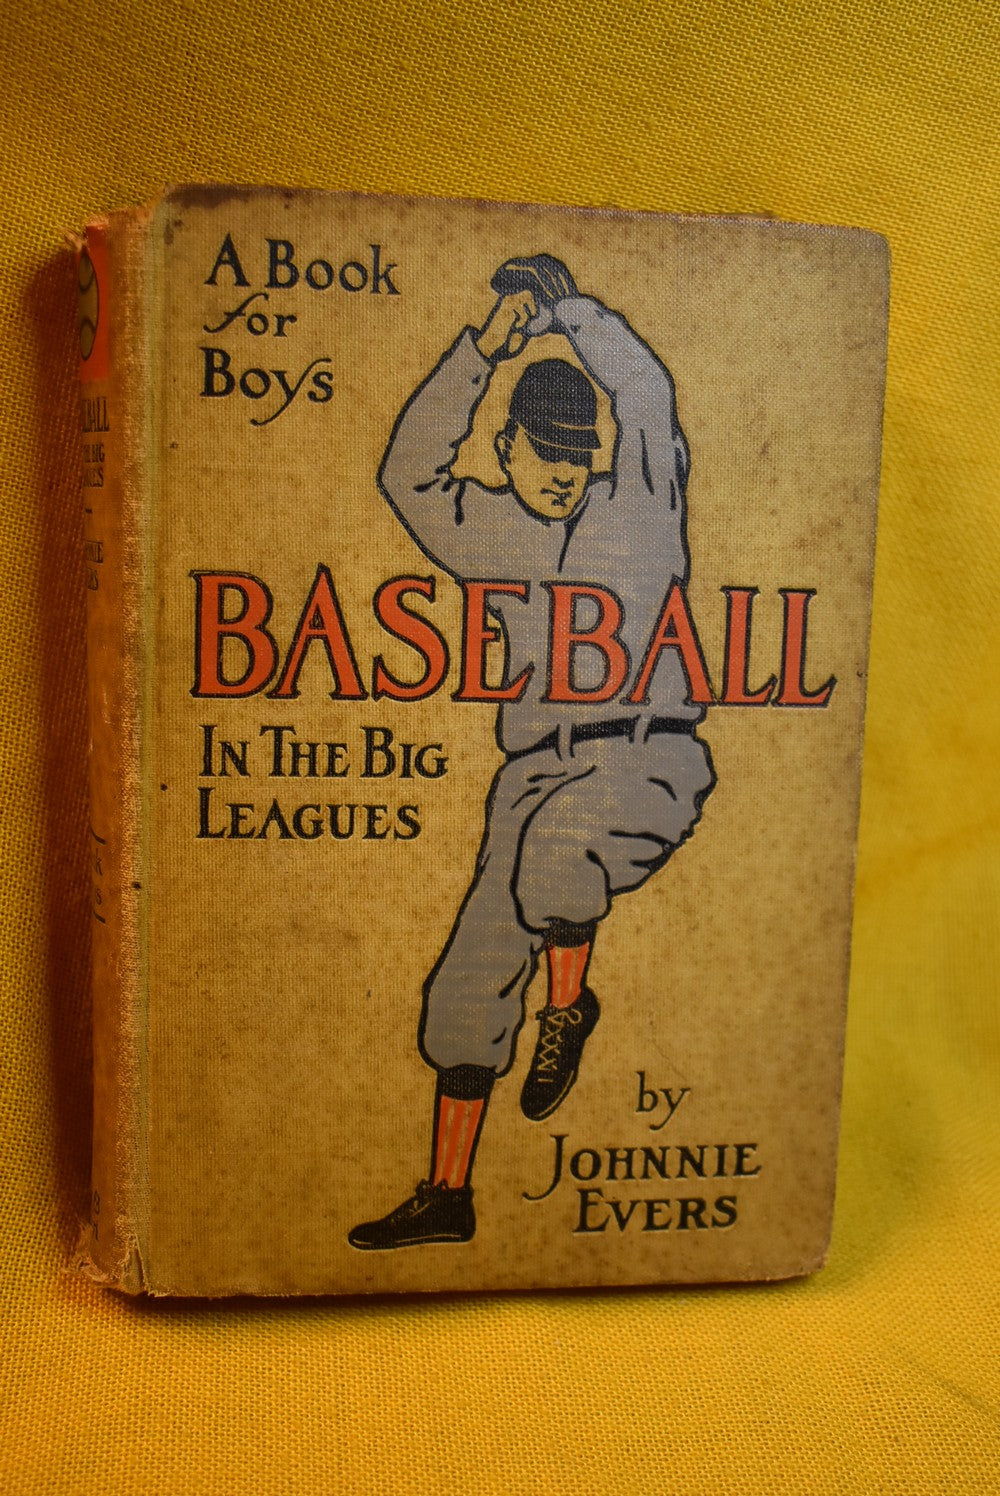 A Book
for
Boys
BASEBALL
IN THE BIG
LEAGUES
by
JOHNNIE
EVERS